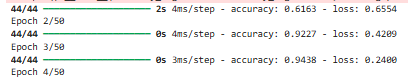 44/44 ━━━━━━━━━━━━━━━━━━━━ 2s 4ms/step - accuracy: 0.6163 - loss: 0.6554
Epoch 2/50
44/44 ━━━━━━━━━━━━━━━━━━━━ 0s 4ms/step - accuracy: 0.9227 - loss: 0.4209
Epoch 3/50
44/44 ━━━━━━━━━━━━━━━━━━━━ 0s 3ms/step - accuracy: 0.9438 - loss: 0.2400
Epoch 4/50